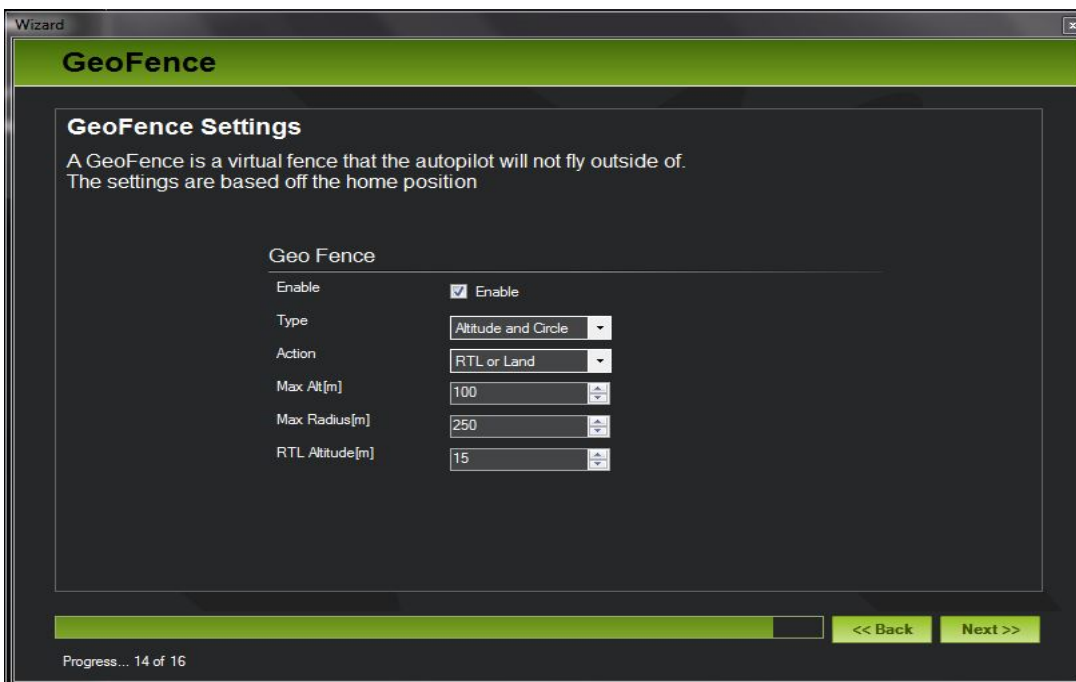 Wizard
GeoFence
GeoFence Settings
A GeoFence is a virtual fence that the autopilot will not fly outside of.
The settings are based off the home position
Geo Fence
Enable Enable
Type Altitude and Circle
Action RTL or Land
Max Alt[m] 100
Max Radius[m] 250
RTL Altitude[m] 15
<< Back Next >>
Progress... 14 of 16